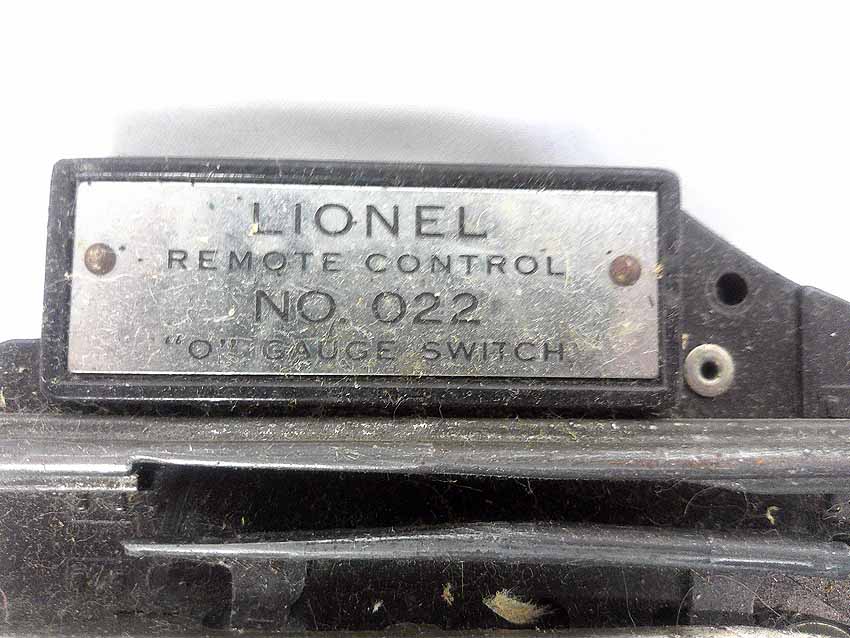 LIONEL
REMOTE CONTROL
NO. 022
"O" GAUGE SWITCH